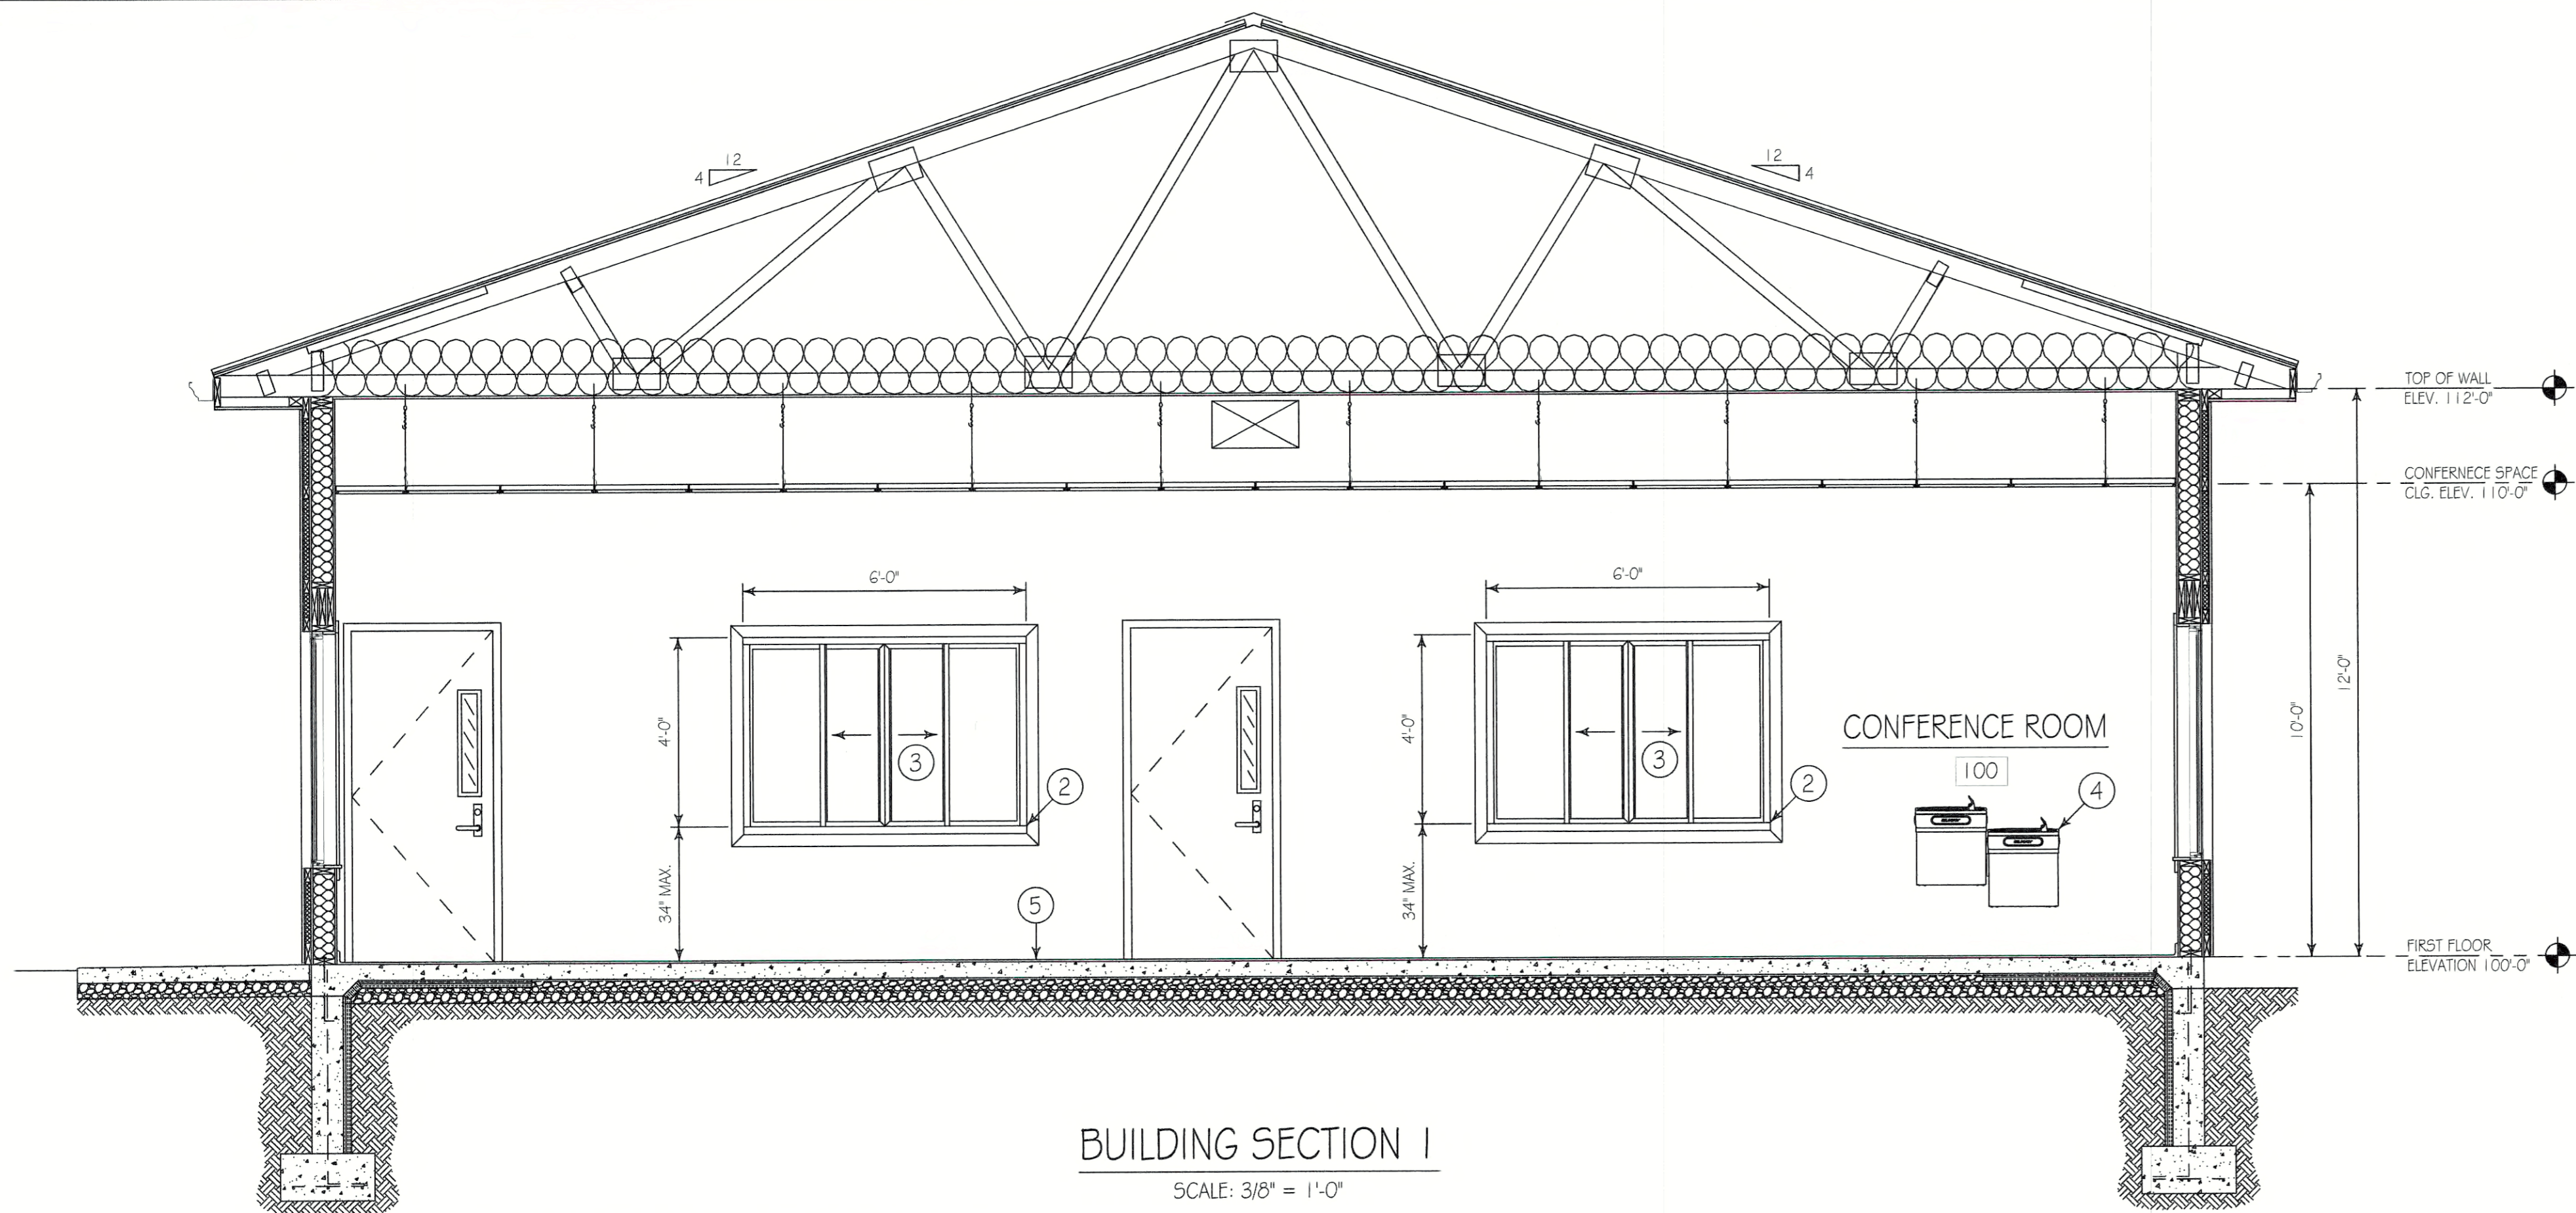 12
4
12
4
TOP OF WALL
ELEV. 112'-0"
CONFERNECE SPACE
CLG. ELEV. 110'-0"
6'-0"
6'-0"
4'-0"
4'-0"
3
3
2
2
CONFERENCE ROOM
100
4
10'-0"
12'-0"
34" MAX.
34" MAX.
5
FIRST FLOOR
ELEVATION 100'-0"
BUILDING SECTION 1
SCALE: 3/8" = 1'-0"